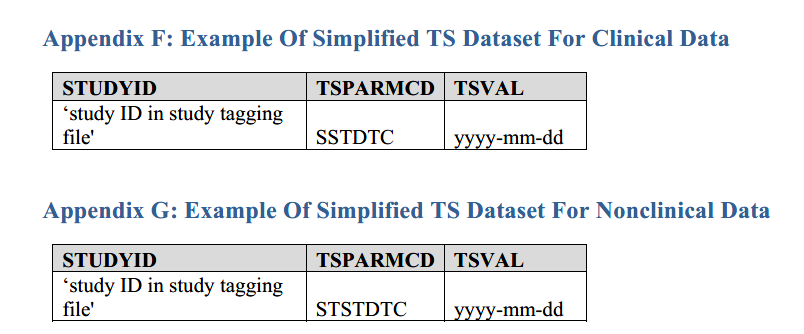 Appendix F: Example Of Simplified TS Dataset For Clinical Data
STUDYID TSPARMCD TSVAL
‘study ID in study tagging
file' SSTDTC yyyy-mm-dd
Appendix G: Example Of Simplified TS Dataset For Nonclinical Data
STUDYID TSPARMCD TSVAL
‘study ID in study tagging
file' STSTDTC yyyy-mm-dd